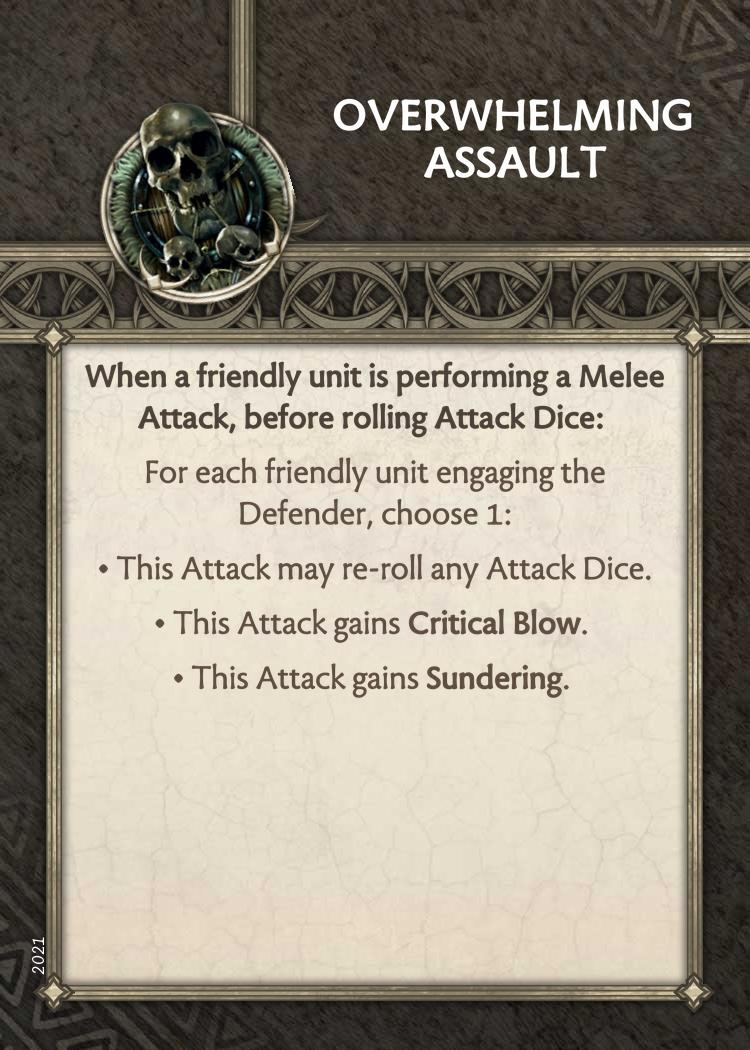 OVERWHELMING
ASSAULT
When a friendly unit is performing a Melee
Attack, before rolling Attack Dice:
For each friendly unit engaging the
Defender, choose 1:
• This Attack may re-roll any Attack Dice.
• This Attack gains Critical Blow.
• This Attack gains Sundering.
2021